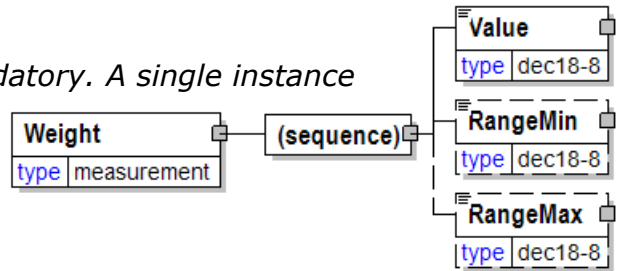 Value
type dec18-8
datory. A single instance
Weight
type measurement
(sequence)
RangeMin
type dec18-8
RangeMax
type dec18-8